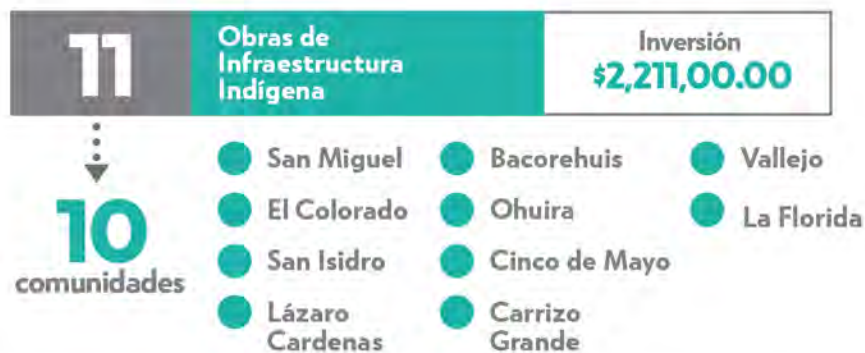 11
Obras de
Infraestructura
Indígena
Inversión
$2,211,00.00
10
comunidades
San Miguel
El Colorado
San Isidro
Lázaro
Cardenas
Bacorehuis
Ohuira
Cinco de Mayo
Carrizo
Grande
Vallejo
La Florida